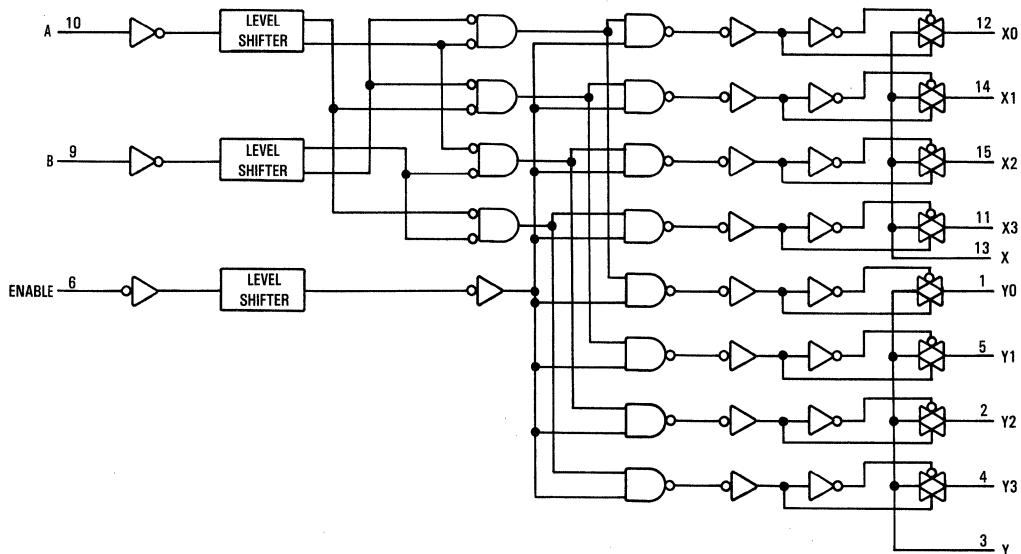 A 10
LEVEL
SHIFTER
12 X0
14 X1
B 9
LEVEL
SHIFTER
15 X2
11 X3
13 X
ENABLE 6
LEVEL
SHIFTER
1 Y0
5 Y1
2 Y2
4 Y3
3 Y